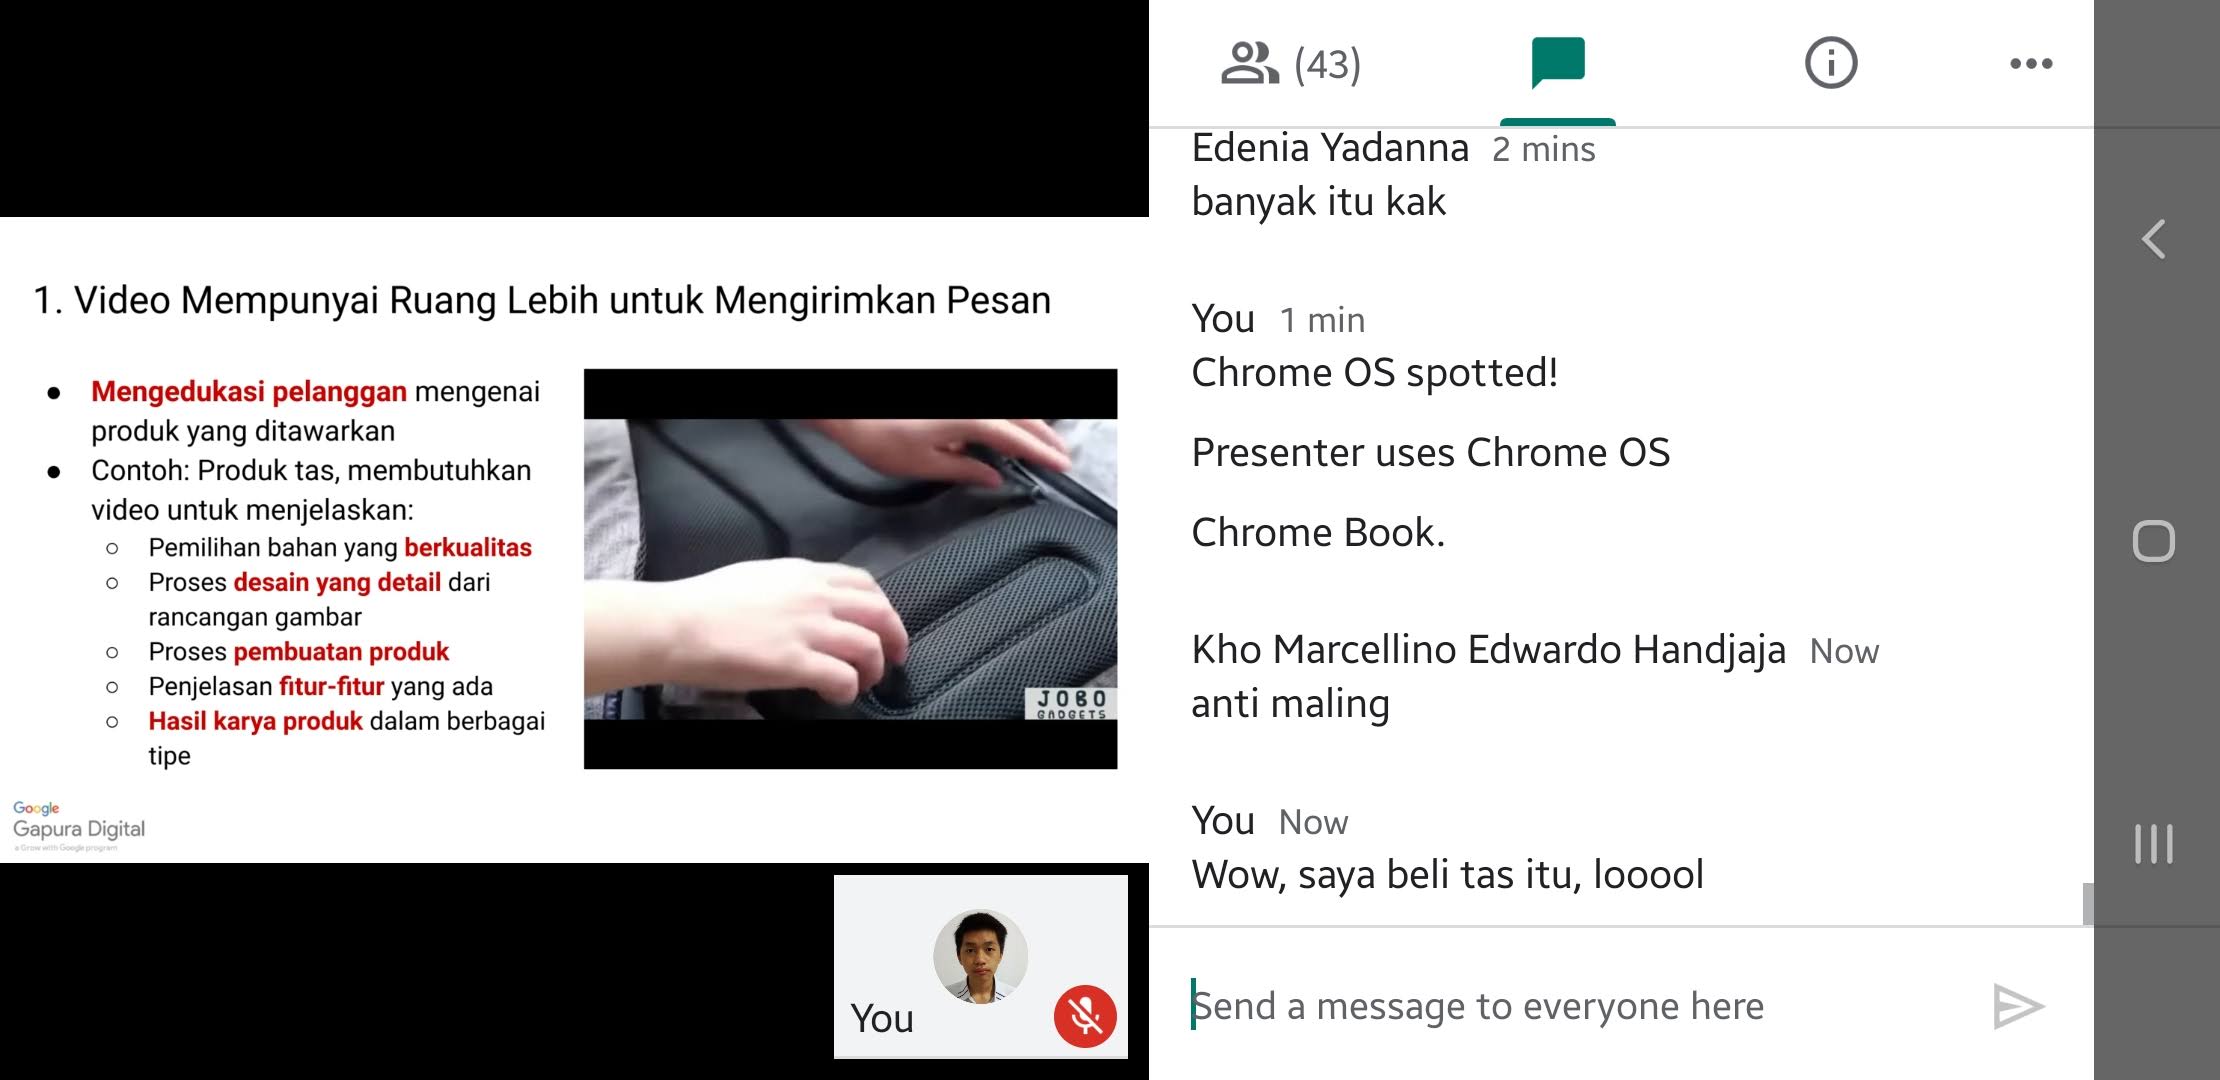 1. Video Mempunyai Ruang Lebih untuk Mengirimkan Pesan
● Mengedukasi pelanggan mengenai
produk yang ditawarkan
● Contoh: Produk tas, membutuhkan
video untuk menjelaskan:
○ Pemilihan bahan yang berkualitas
○ Proses desain yang detail dari
rancangan gambar
○ Proses pembuatan produk
○ Penjelasan fitur-fitur yang ada
○ Hasil karya produk dalam berbagai
tipe
JOBO
GADGETS
Google
Gapura Digital
a Grow with Google program
You
(43)
Edenia Yadanna 2 mins
banyak itu kak
You 1 min
Chrome OS spotted!
Presenter uses Chrome OS
Chrome Book.
Kho Marcellino Edwardo Handjaja Now
anti maling
You Now
Wow, saya beli tas itu, looool
Send a message to everyone here